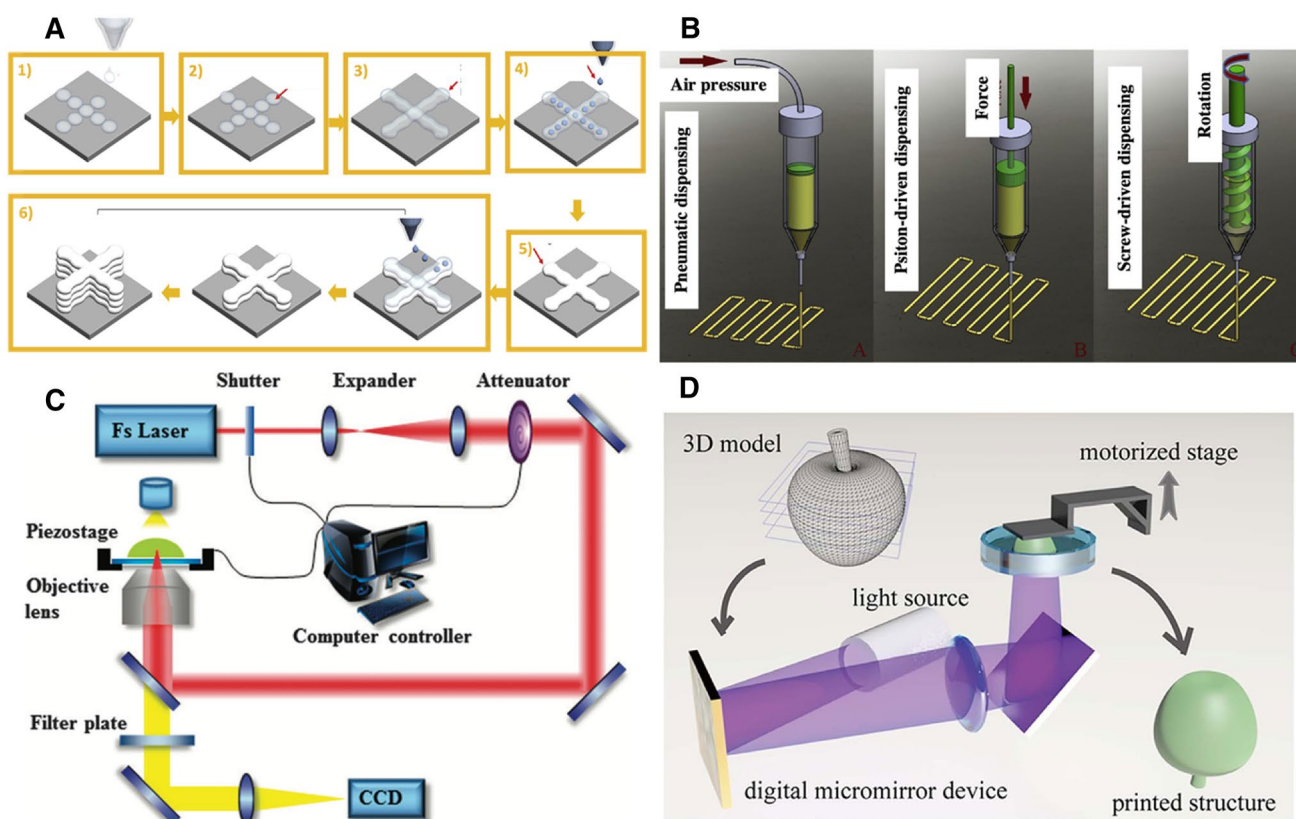 A
1)
2)
3)
4)
5)
6)
B
Air pressure
Pneumatic dispensing
A
Force
Psiton-driven dispensing
B
Rotation
Screw-driven dispensing
C
Shutter
Expander
Attenuator
Fs Laser
Piezostage
Objective
lens
Computer controller
Filter plate
CCD
D
3D model
motorized stage
light source
digital micromirror device
printed structure